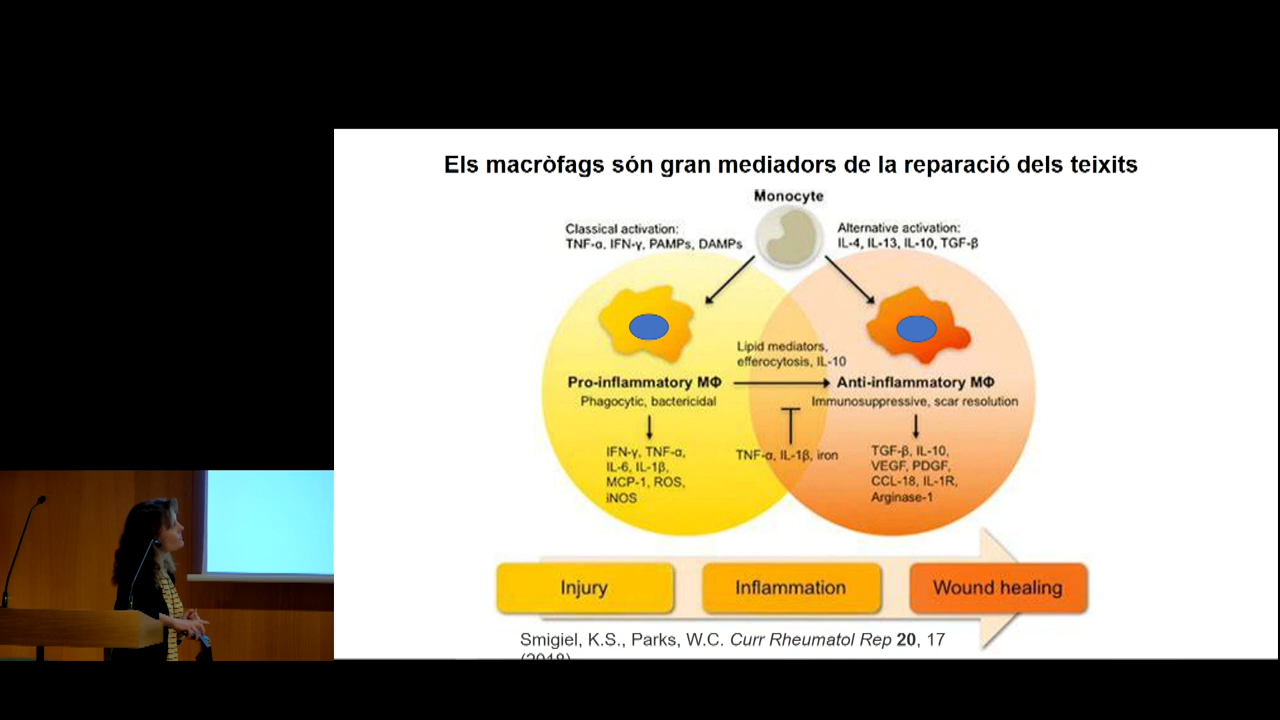 Els macròfags són gran mediadors de la reparació dels teixits
Monocyte
Classical activation:
TNF-α, IFN-γ, PAMPs, DAMPs
Alternative activation:
IL-4, IL-13, IL-10, TGF-β
Lipid mediators,
efferocytosis, IL-10
Pro-inflammatory MΦ
Phagocytic, bactericidal
Anti-inflammatory MΦ
Immunosuppressive, scar resolution
IFN-γ, TNF-α,
IL-6, IL-1β,
MCP-1, ROS,
iNOS
TNF-α, IL-1β, iron
TGF-β, IL-10,
VEGF, PDGF,
CCL-18, IL-1R,
Arginase-1
Injury
Inflammation
Wound healing
Smigiel, K.S., Parks, W.C. Curr Rheumatol Rep 20, 17
(2018)